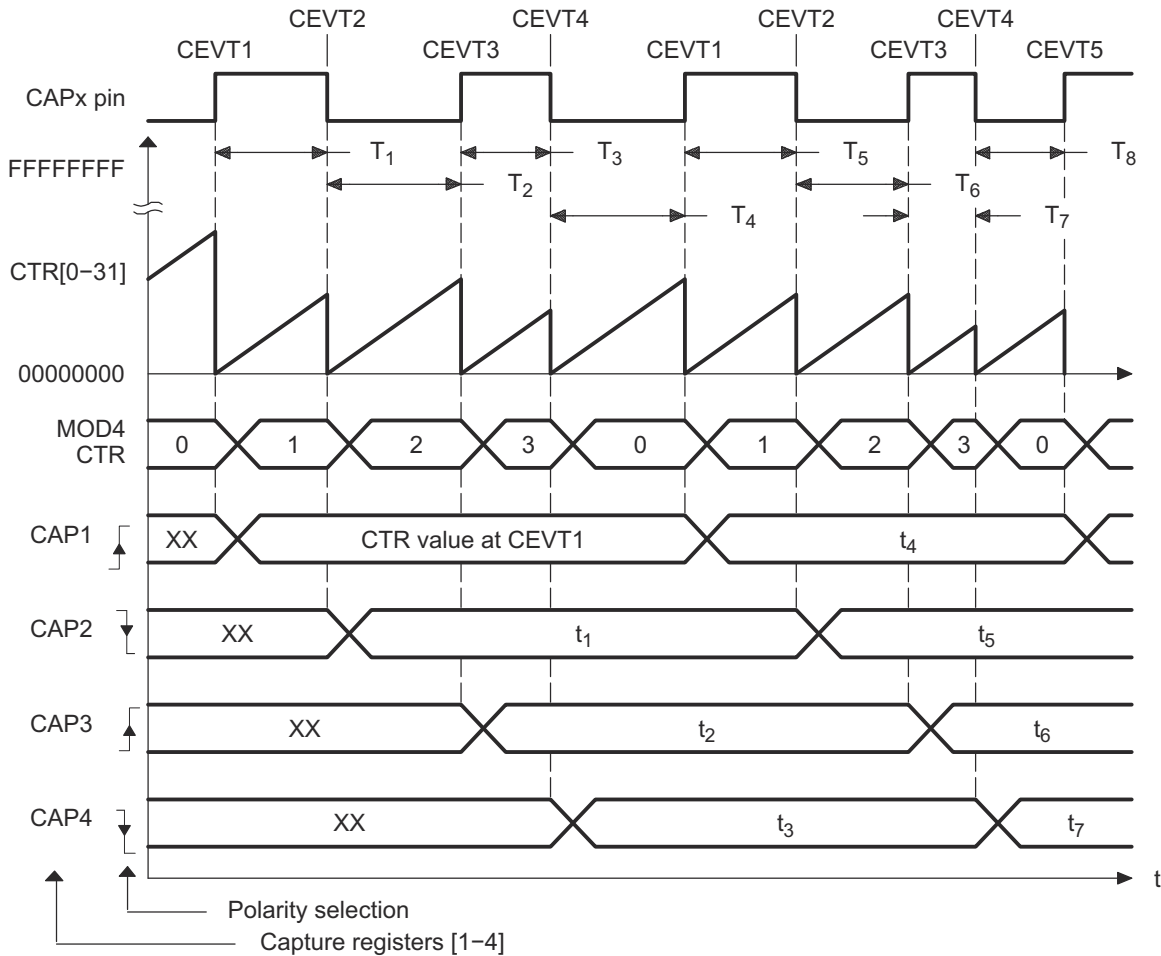 CEVT2 CEVT4 CEVT2 CEVT4
CEVT1 CEVT3 CEVT1 CEVT3 CEVT5
CAPx pin
T1 T3 T5 T8
FFFFFFFF
T2 T6
T4 T7
CTR[0−31]
00000000
MOD4
CTR
0 1 2 3 0 1 2 3 0
CAP1 XX CTR value at CEVT1 t4
CAP2 XX t1 t5
CAP3 XX t2 t6
CAP4 XX t3 t7
t
Polarity selection
Capture registers [1−4]